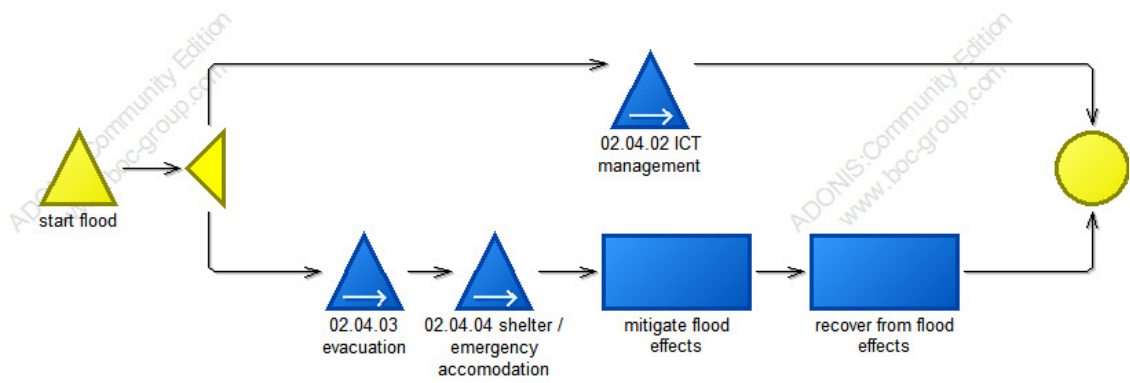 ADONIS:Community Edition
www.boc-group.com
ADONIS:Community Edition
www.boc-group.com
02.04.02 ICT
management
start flood
02.04.03
evacuation
02.04.04 shelter /
emergency
accomodation
mitigate flood
effects
recover from flood
effects